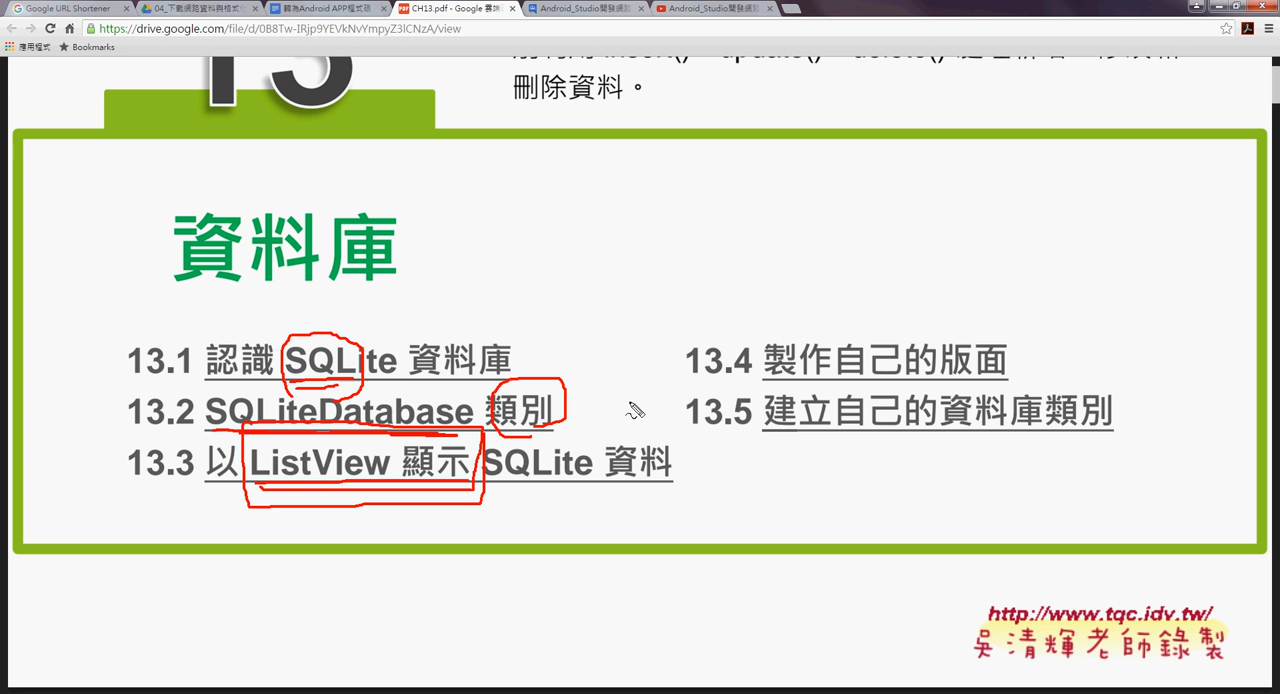 Google URL Shortener
04_下載網路資料與程式
轉為Android APP程式碼
CH13.pdf - Google 雲端
Android_Studio開發網路
Android_Studio開發網路
https://drive.google.com/file/d/0B8Tw-IRjp9YEVkNvYmpyZ3lCNzA/view
應用程式
Bookmarks
13
insert()、update()、delete()
刪除資料。
資料庫
13.1 認識 SQLite 資料庫
13.2 SQLiteDatabase 類別
13.3 以 ListView 顯示 SQLite 資料
13.4 製作自己的版面
13.5 建立自己的資料庫類別
http://www.tqc.idv.tw/
吳清輝老師錄製